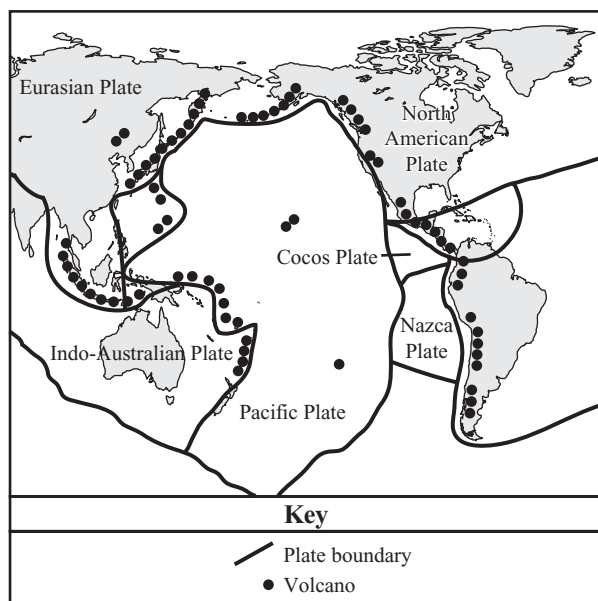 Eurasian Plate
North
American
Plate
Cocos Plate
Nazca
Plate
Indo-Australian Plate
Pacific Plate
Key
Plate boundary
Volcano